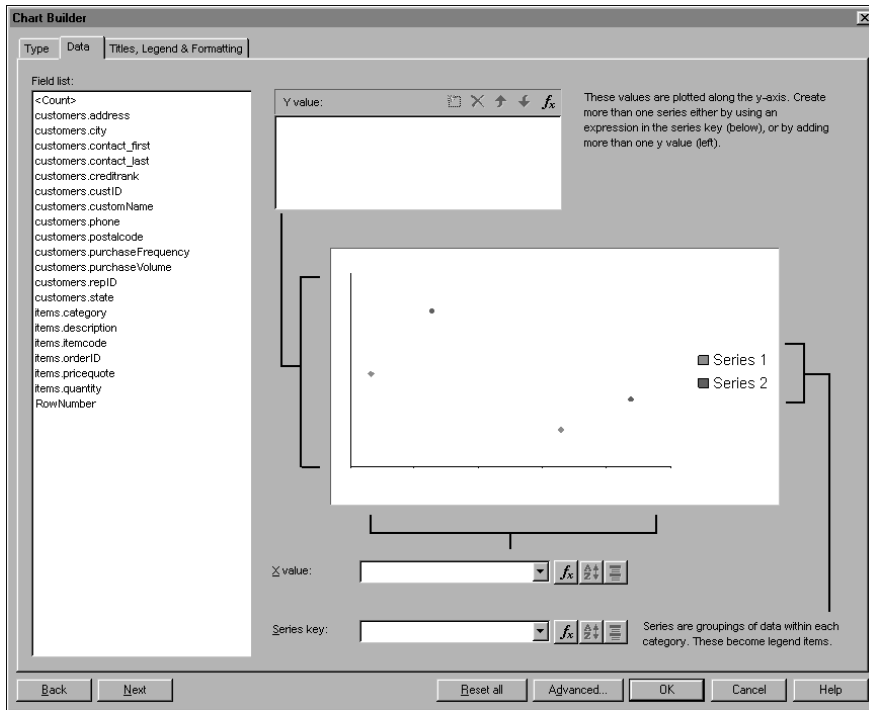 Chart Builder
Type
Data
Titles, Legend & Formatting
Field list:
<Count>
customers.address
customers.city
customers.contact_first
customers.contact_last
customers.creditrank
customers.custID
customers.customName
customers.phone
customers.postalcode
customers.purchaseFrequency
customers.purchaseVolume
customers.repID
customers.state
items.category
items.description
items.itemcode
items.orderID
items.pricequote
items.quantity
RowNumber
Y value:
fx
These values are plotted along the y-axis. Create
more than one series either by using an
expression in the series key (below), or by adding
more than one y value (left).
Series 1
Series 2
X value:
fx
Series key:
fx
Series are groupings of data within each
category. These become legend items.
Back
Next
Reset all
Advanced...
OK
Cancel
Help